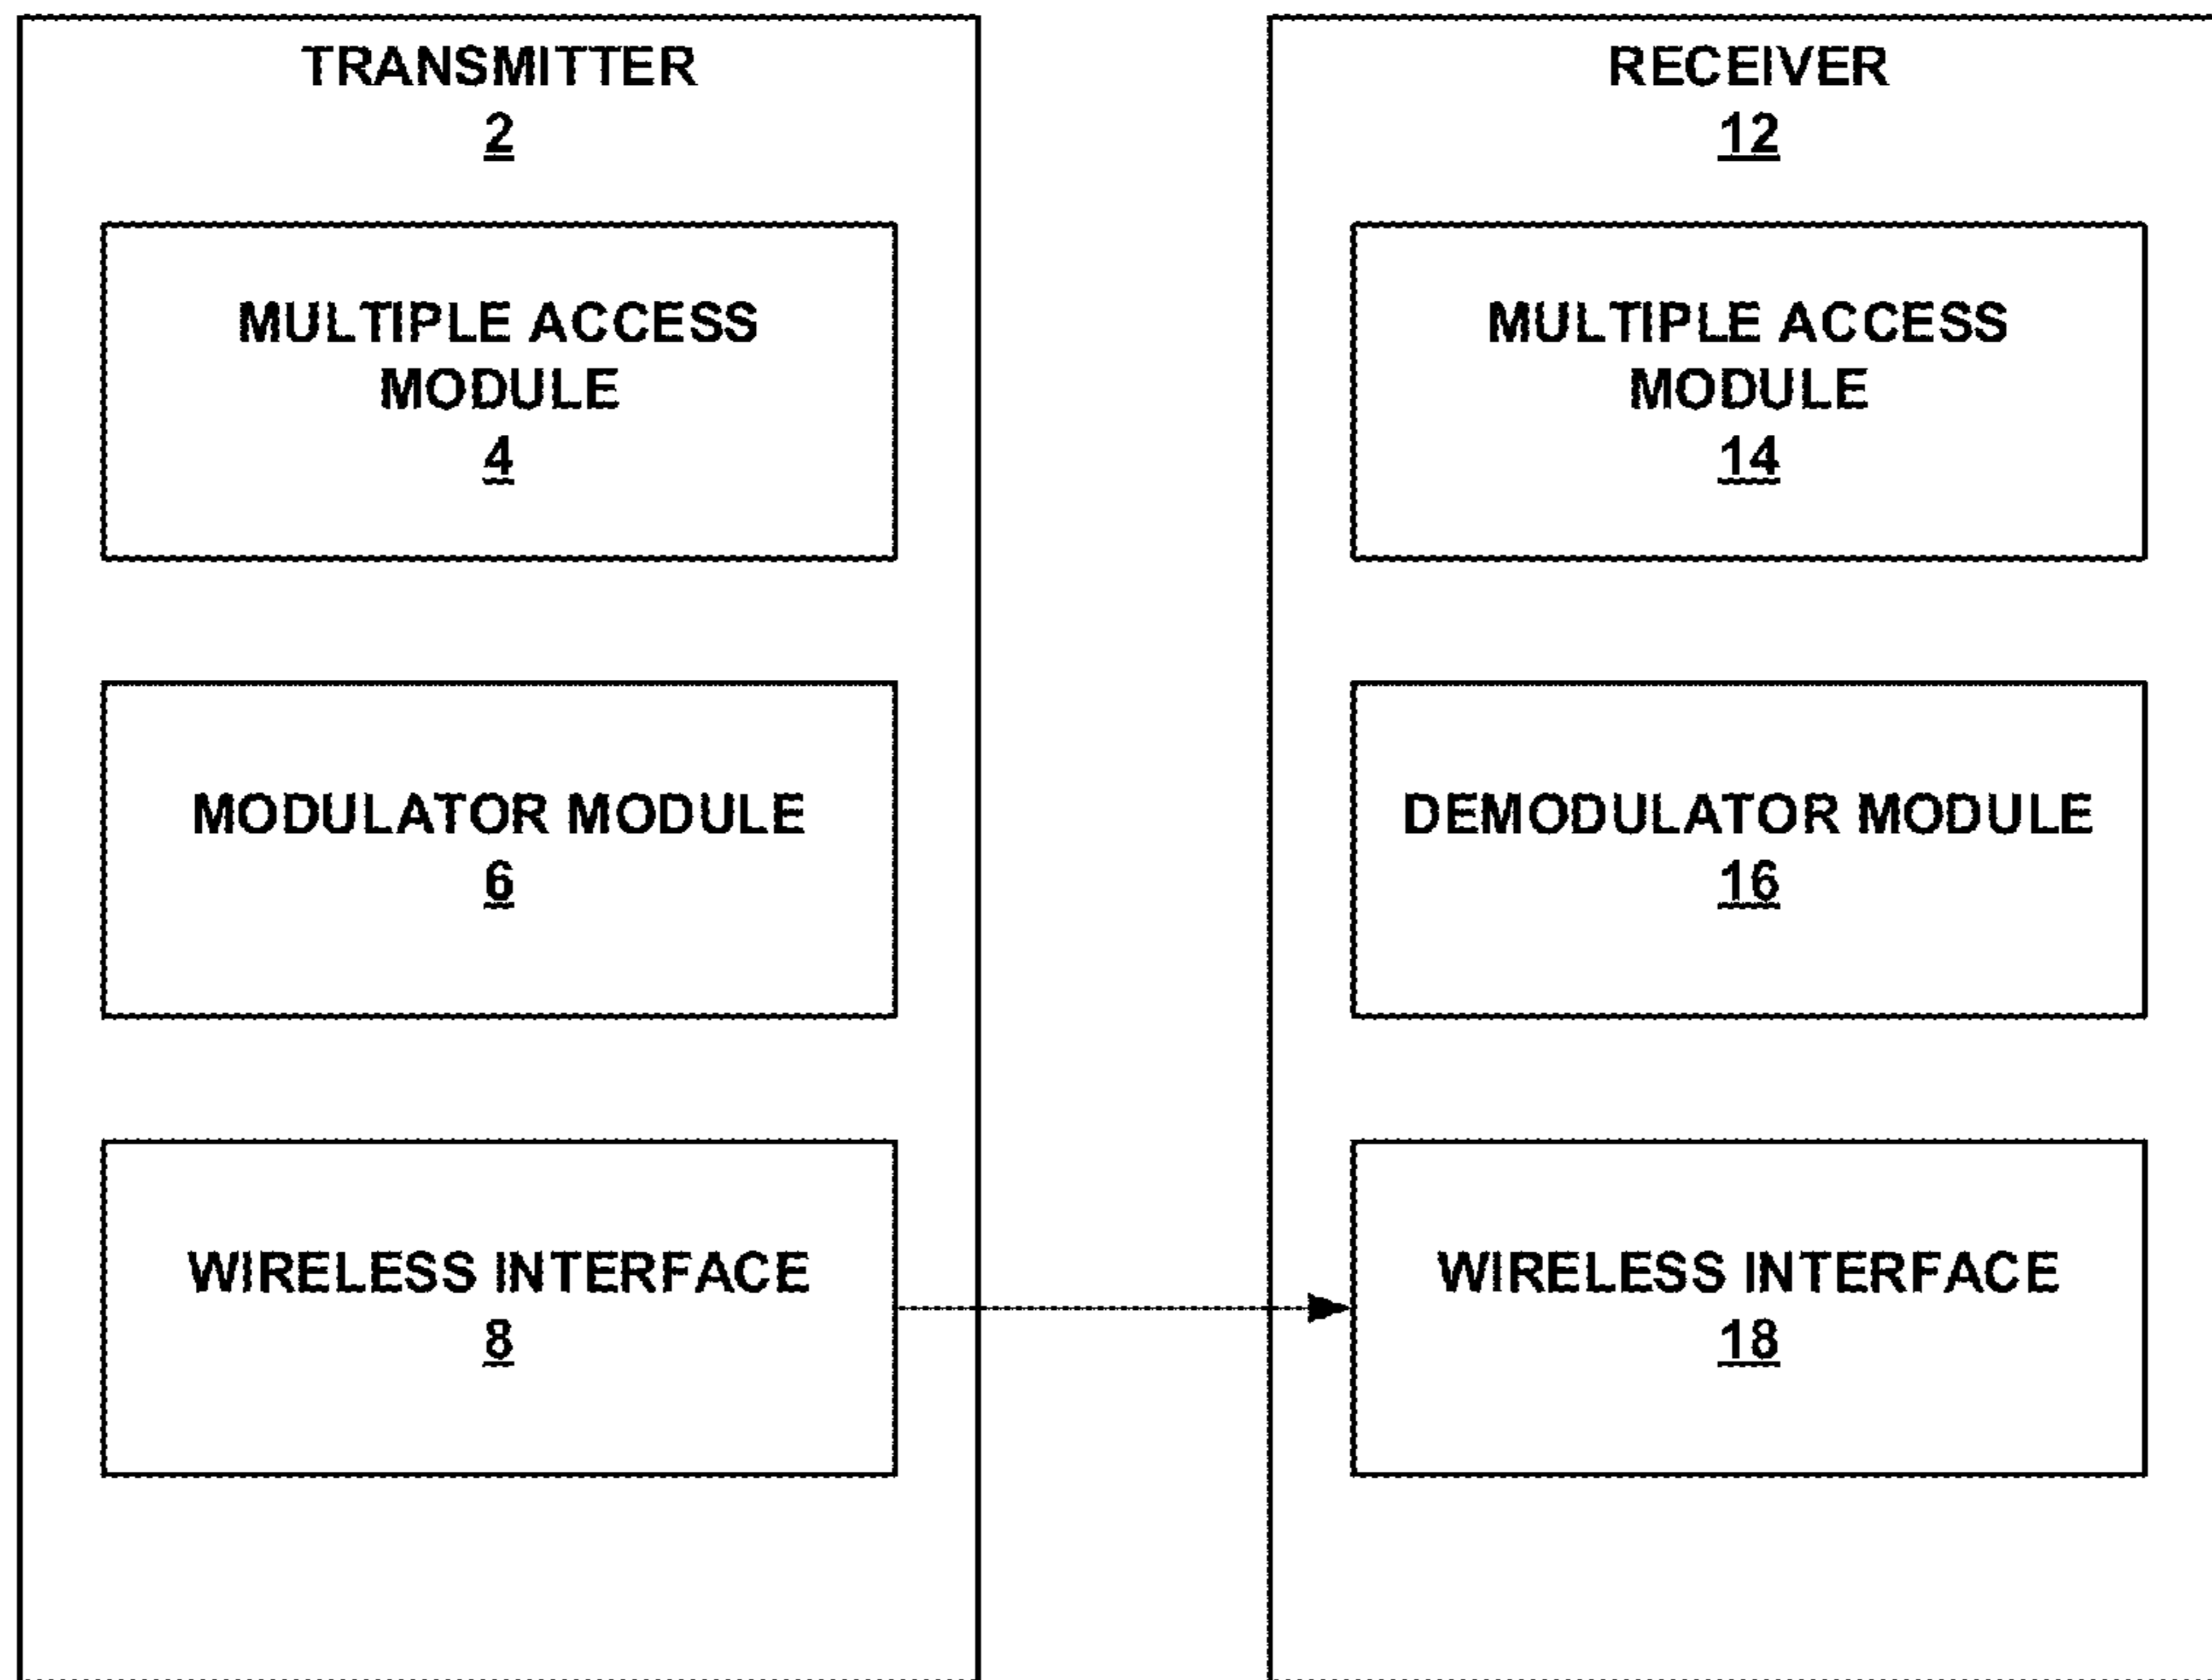 TRANSMITTER
2
MULTIPLE ACCESS
MODULE
4
MODULATOR MODULE
6
WIRELESS INTERFACE
8
RECEIVER
12
MULTIPLE ACCESS
MODULE
14
DEMODULATOR MODULE
16
WIRELESS INTERFACE
18